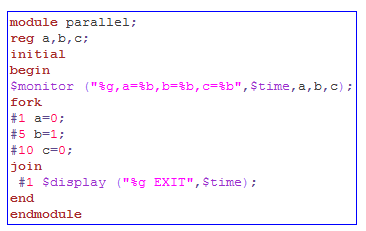 module parallel;
reg a,b,c;
initial
begin
$monitor ("%g,a=%b,b=%b,c=%b",$time,a,b,c);
fork
#1 a=0;
#5 b=1;
#10 c=0;
join
#1 $display ("%g EXIT",$time);
end
endmodule